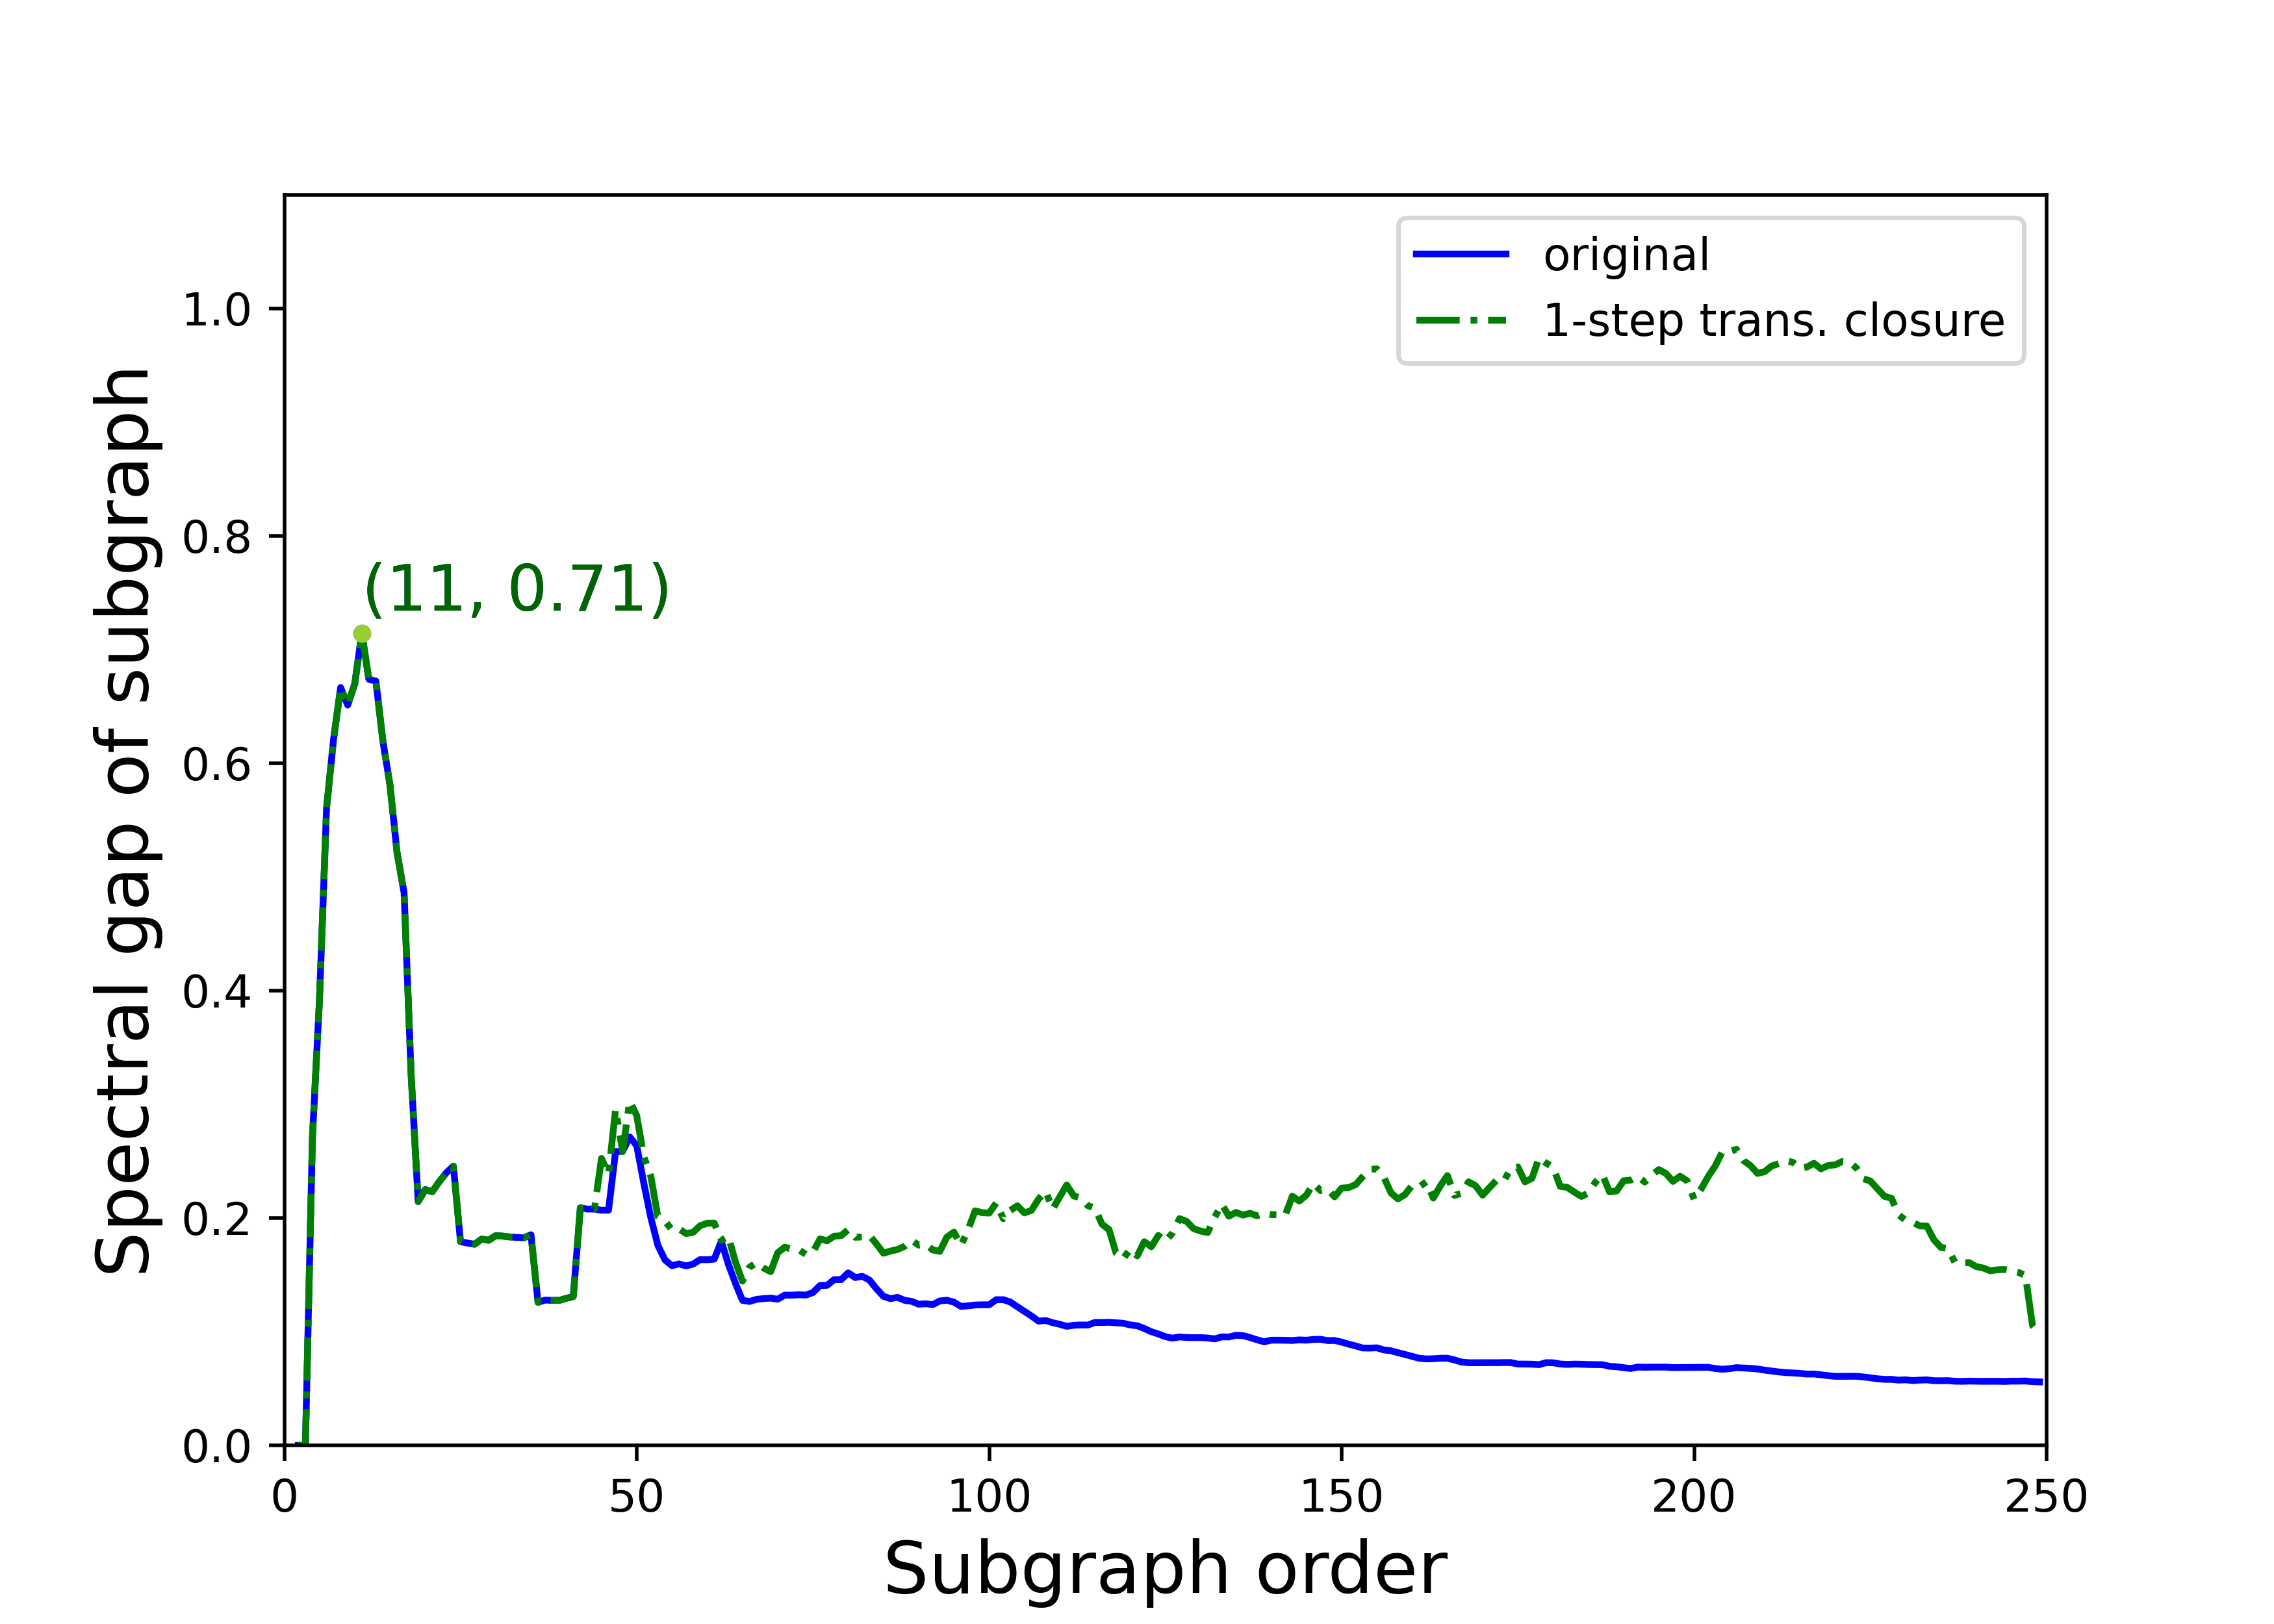 original
1-step trans. closure
1.0
0.8
(11, 0.71)
0.6
0.4
0.2
0.0
0 50 100 150 200 250
Subgraph order
Spectral gap of subgraph